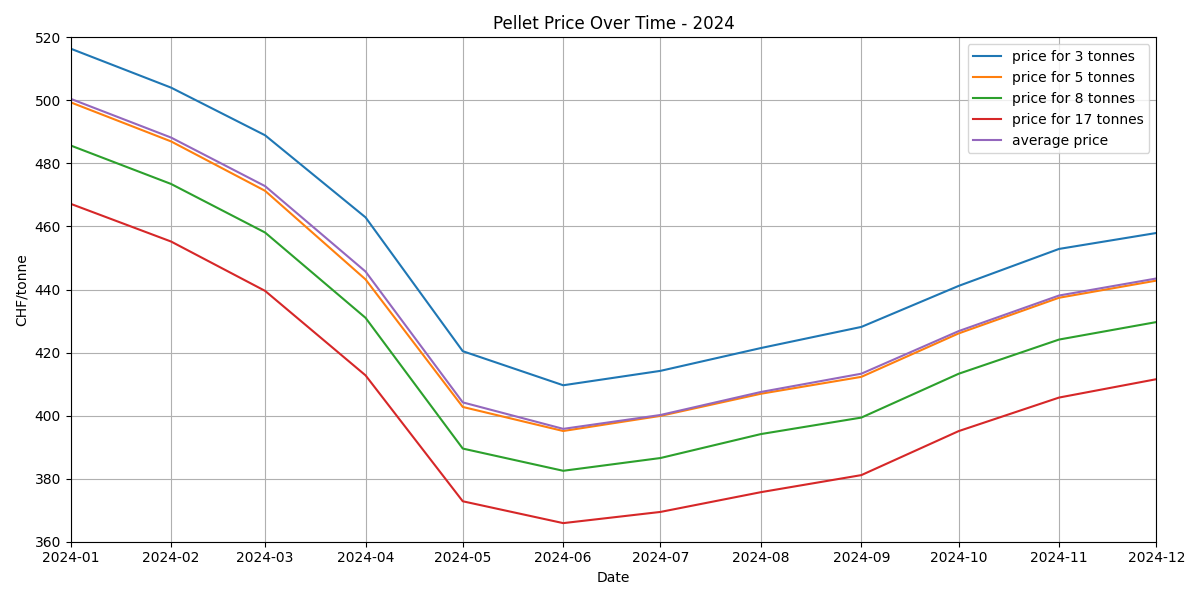 Pellet Price Over Time - 2024
520
500
480
460
440
420
400
380
360
CHF/tonne
price for 3 tonnes
price for 5 tonnes
price for 8 tonnes
price for 17 tonnes
average price
2024-01 2024-02 2024-03 2024-04 2024-05 2024-06 2024-07 2024-08 2024-09 2024-10 2024-11 2024-12
Date